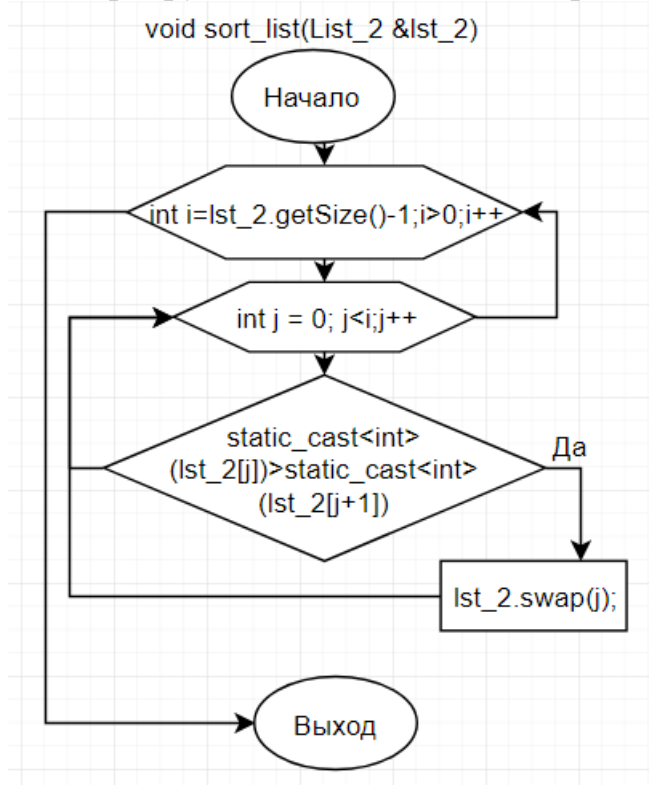 void sort_list(List_2 &lst_2)
Начало
int i=lst_2.getSize()-1;i>0;i++
int j = 0; j<i;j++
static_cast<int>
(lst_2[j])>static_cast<int>
(lst_2[j+1])
Да
lst_2.swap(j);
Выход